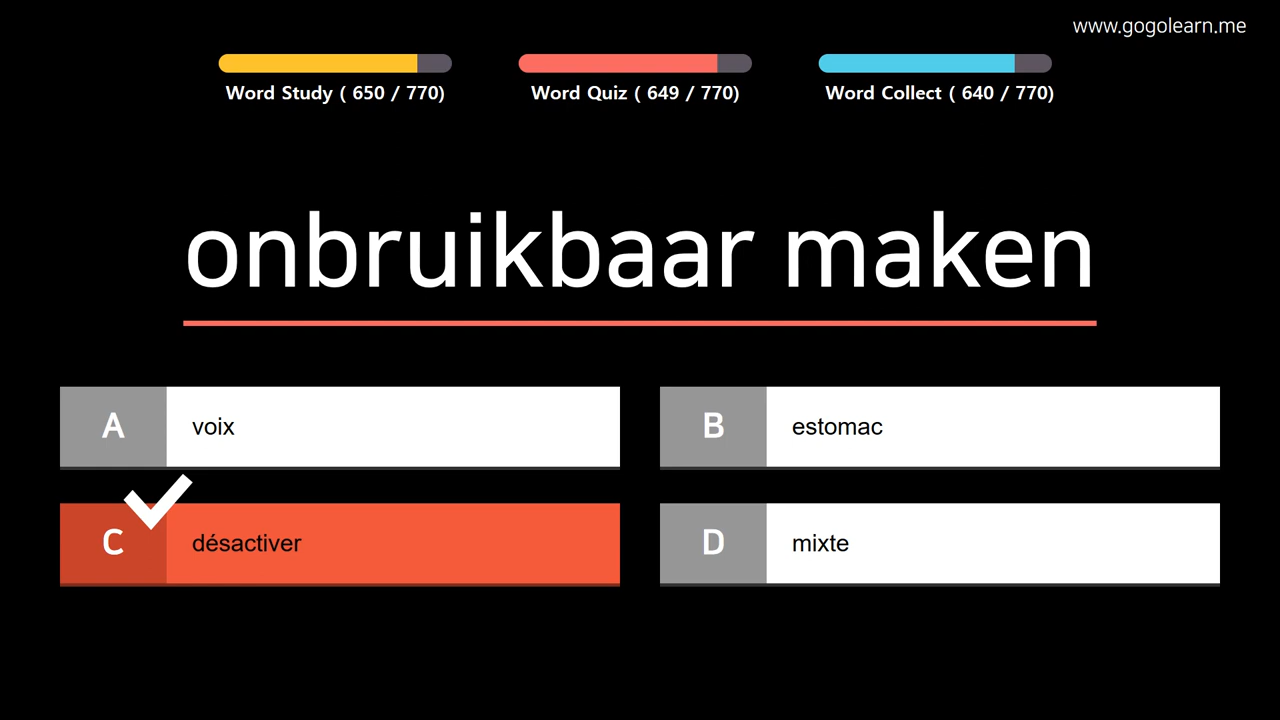 www.gogolearn.me
Word Study ( 650 / 770)
Word Quiz ( 649 / 770)
Word Collect ( 640 / 770)
onbruikbaar maken
A voix
B estomac
C désactiver
D mixte